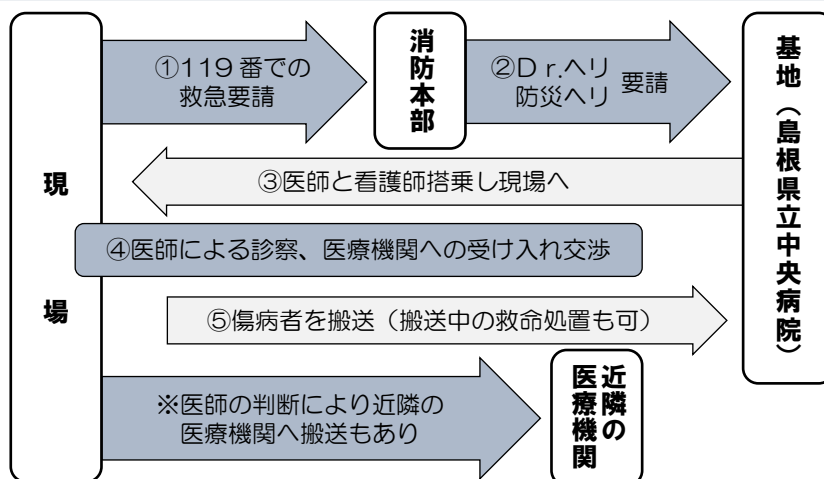 現場
①119番での
救急要請
消防本部
②Dr.ヘリ
防災ヘリ
要請
基地（島根県立中央病院）
③医師と看護師搭乗し現場へ
④医師による診察、医療機関への受け入れ交渉
⑤傷病者を搬送（搬送中の救命処置も可）
※医師の判断により近隣の
医療機関へ搬送もあり
近隣の
医療機関